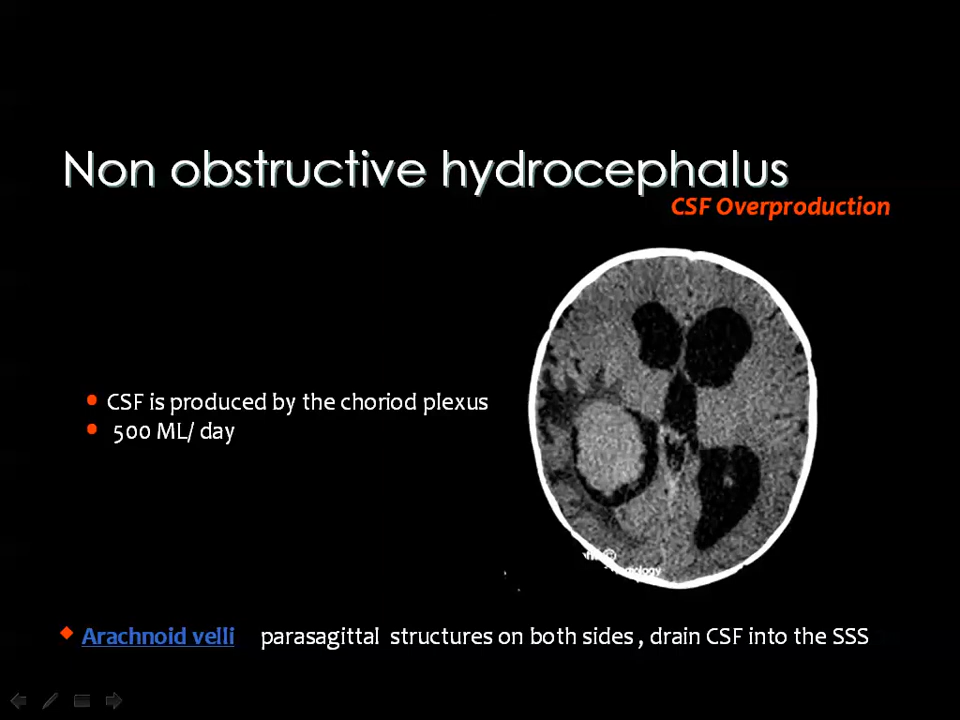 Non obstructive hydrocephalus
CSF Overproduction
CSF is produced by the choriod plexus
500 ML/ day
©
Arachnoid velli parasagittal structures on both sides , drain CSF into the SSS